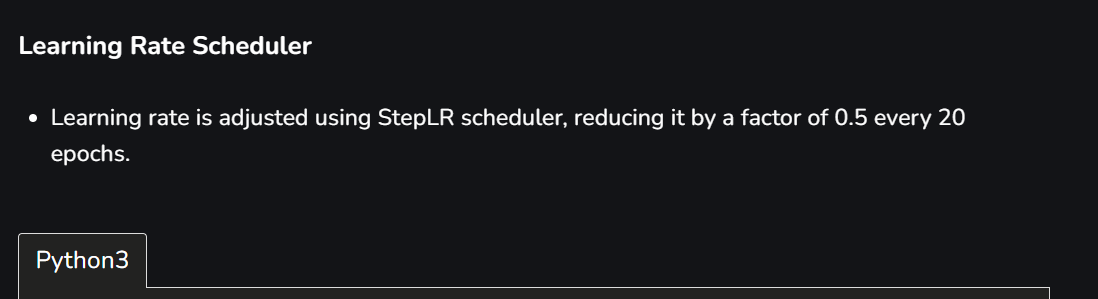 Learning Rate Scheduler
• Learning rate is adjusted using StepLR scheduler, reducing it by a factor of 0.5 every 20
epochs.
Python3